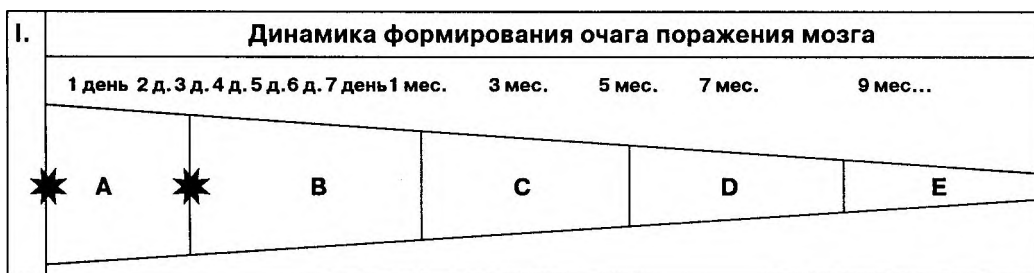 I.
Динамика формирования очага поражения мозга
1 день 2 д. 3 д. 4 д. 5 д. 6 д. 7 день 1 мес. 3 мес. 5 мес. 7 мес. 9 мес...
A B C D E